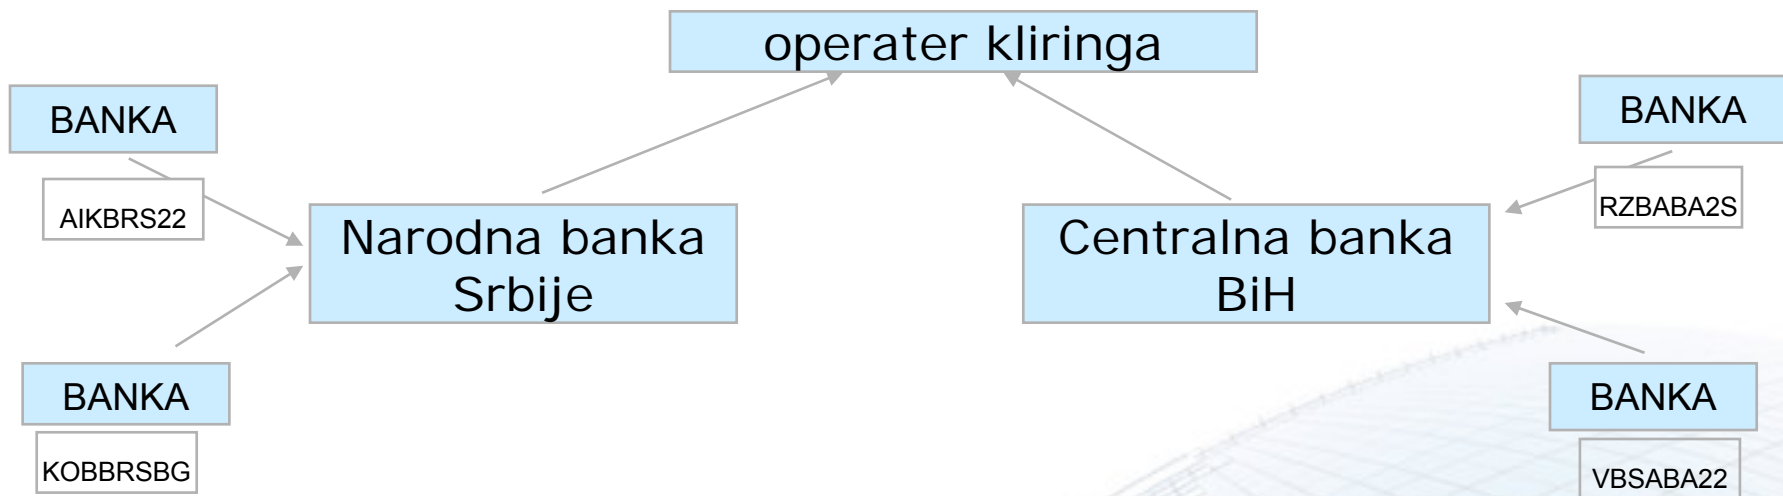 operater kliringa
BANKA
AIKBRS22
BANKA
RZBABA2S
Narodna banka
Srbije
Centralna banka
BiH
BANKA
KOBBRSBG
BANKA
VBSABA22